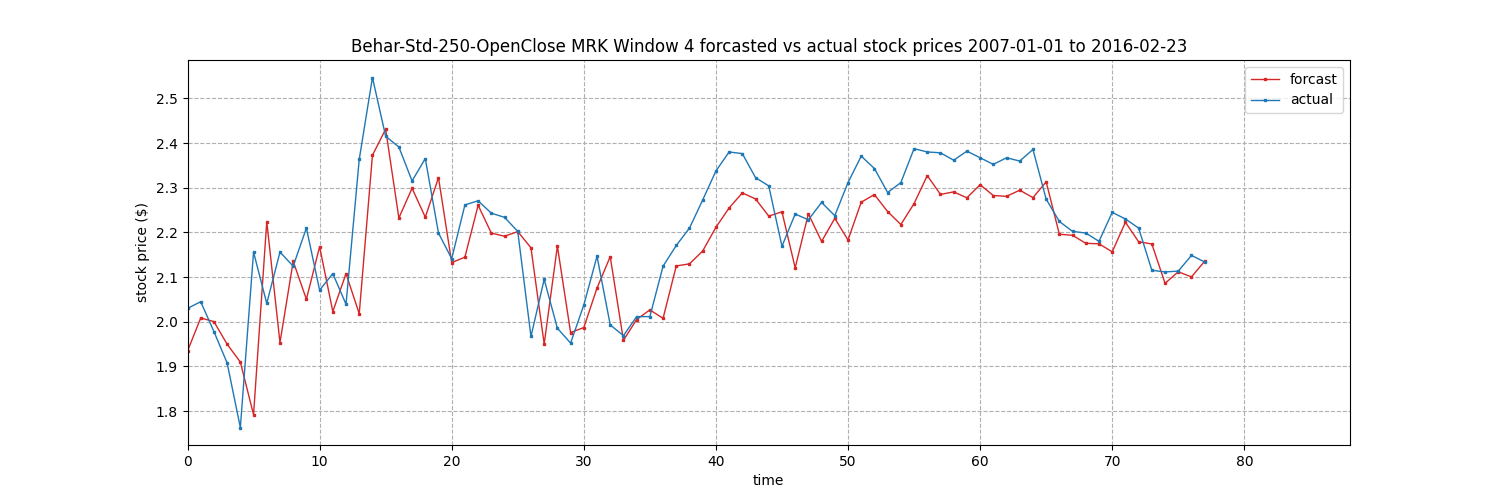 Behar-Std-250-OpenClose MRK Window 4 forcasted vs actual stock prices 2007-01-01 to 2016-02-23
forcast
actual
stock price ($)
2.5
2.4
2.3
2.2
2.1
2.0
1.9
1.8
0 10 20 30 40 50 60 70 80
time